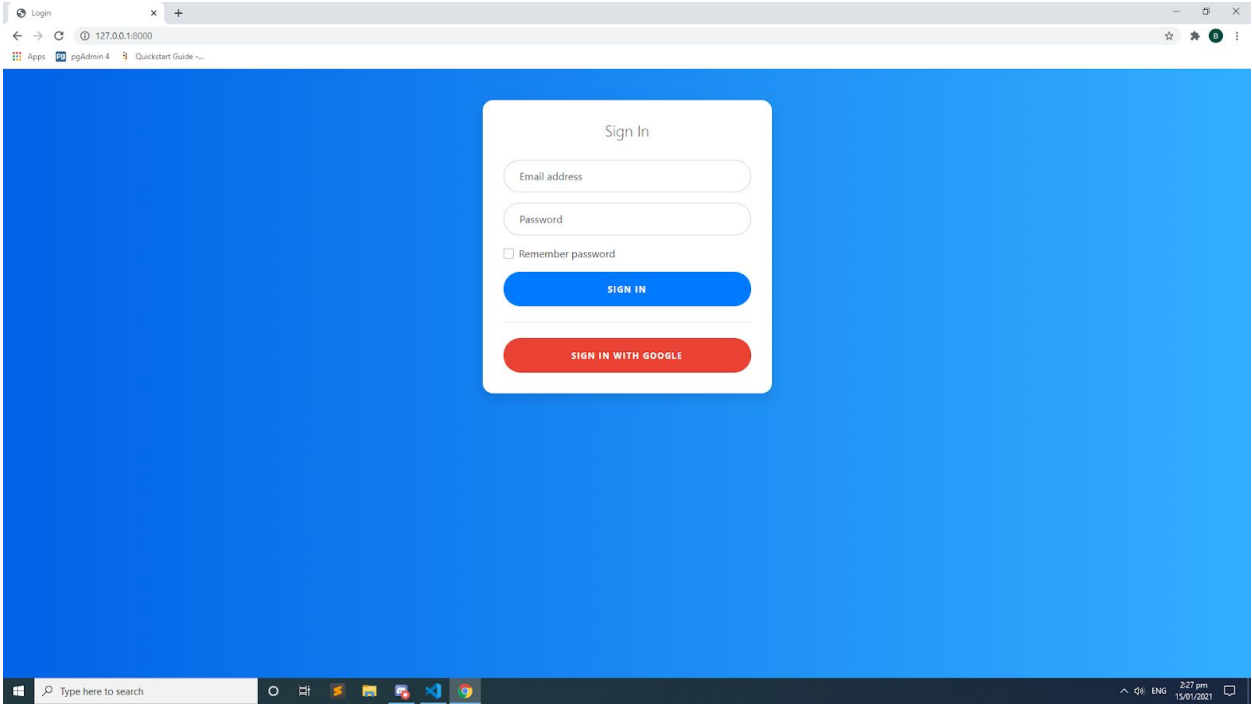 Login
127.0.0.1:8000
Apps pgAdmin 4 Quickstart Guide -...
Sign In
Email address
Password
Remember password
SIGN IN
SIGN IN WITH GOOGLE
Type here to search
ENG
2:27 pm
15/01/2021